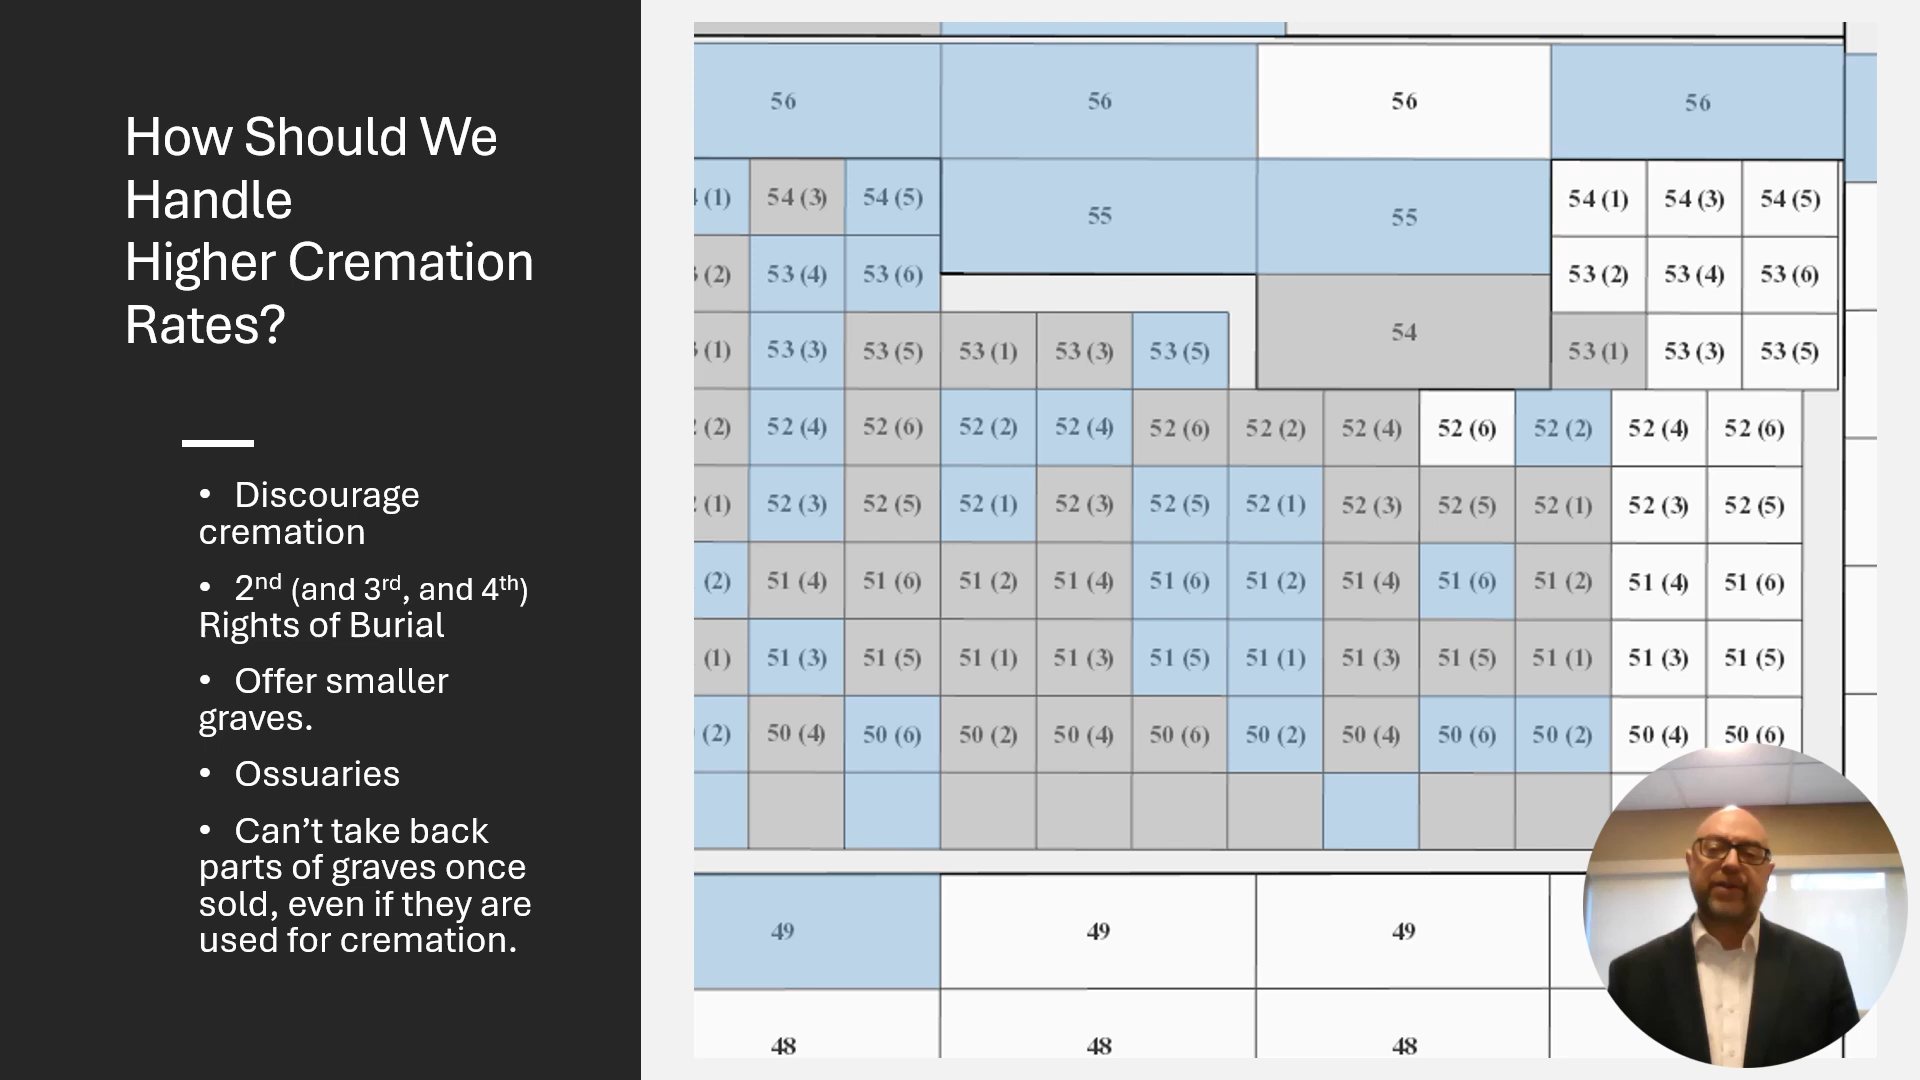 How Should We
Handle
Higher Cremation
Rates?
• Discourage
cremation
• 2nd (and 3rd, and 4th)
Rights of Burial
• Offer smaller
graves.
• Ossuaries
• Can’t take back
parts of graves once
sold, even if they are
used for cremation.
56 56 56 56
(1) 54 (3) 54 (5) 55 55 54 (1) 54 (3) 54 (5)
(2) 53 (4) 53 (6) 53 (2) 53 (4) 53 (6)
(1) 53 (3) 53 (5) 53 (1) 53 (3) 53 (5) 54 53 (1) 53 (3) 53 (5)
(2) 52 (4) 52 (6) 52 (2) 52 (4) 52 (6) 52 (2) 52 (4) 52 (6) 52 (2) 52 (4) 52 (6)
(1) 52 (3) 52 (5) 52 (1) 52 (3) 52 (5) 52 (1) 52 (3) 52 (5) 52 (1) 52 (3) 52 (5)
(2) 51 (4) 51 (6) 51 (2) 51 (4) 51 (6) 51 (2) 51 (4) 51 (6) 51 (2) 51 (4) 51 (6)
(1) 51 (3) 51 (5) 51 (1) 51 (3) 51 (5) 51 (1) 51 (3) 51 (5) 51 (1) 51 (3) 51 (5)
(2) 50 (4) 50 (6) 50 (2) 50 (4) 50 (6) 50 (2) 50 (4) 50 (6) 50 (2) 50 (4) 50 (6)
49 49 49
48 48 48